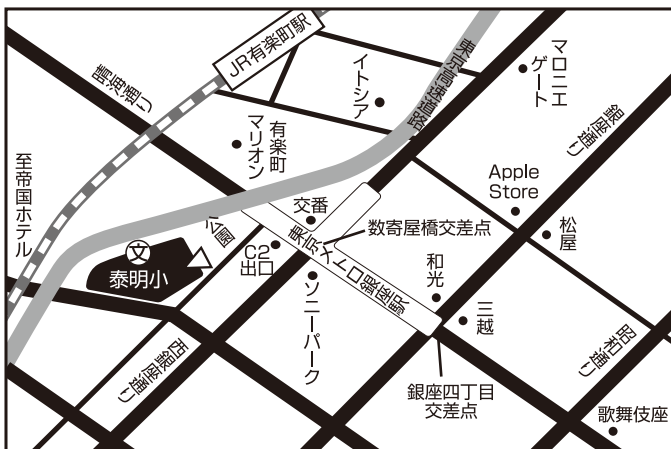 JR有楽町駅
晴海通り
東京高速道路
マロニエ
ゲート
イトシア
銀座通り
有楽町
マリオン
至帝国ホテル
Apple
Store
交番
公園
数寄屋橋交差点
松屋
文
泰明小
C2
出口
東京メトロ銀座駅
和光
ソニーパーク
三越
昭和通り
西銀座通り
銀座四丁目
交差点
歌舞伎座